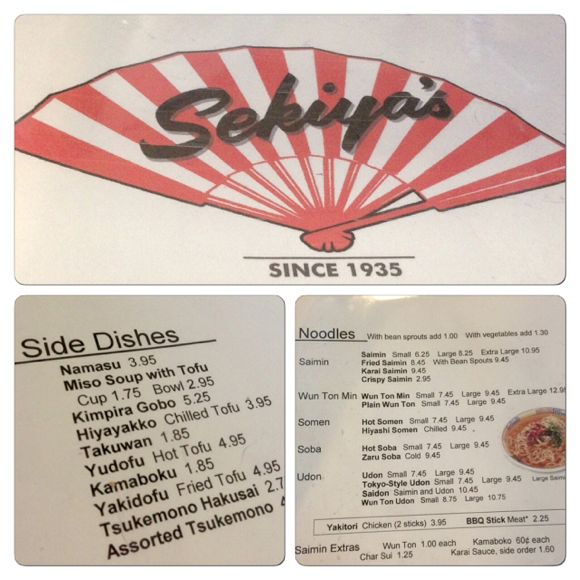 Sekiya's
SINCE 1935
Side Dishes
Namasu 3.95
Miso Soup with Tofu
Cup 1.75 Bowl 2.95
Kimpira Gobo 5.25
Hiyayakko Chilled Tofu 3.95
Takuwan 1.85
Yudofu Hot Tofu 4.95
Kamaboku 1.85
Yakidofu Fried Tofu 4.95
Tsukemono Hakusai 2.7
Assorted Tsukemono
Noodles With bean sprouts add 1.00 With vegetables add 1.30
Saimin Saimin Small 6.25 Large 8.25 Extra Large 10.95
Fried Saimin 8.45 With Bean Spouts 9.45
Karai Saimin 9.45
Crispy Saimin 2.95
Wun Ton Min Wun Ton Min Small 7.45 Large 9.45 Extra Large 12.95
Plain Wun Ton Small 7.45 Large 9.45
Somen Hot Somen Small 7.45 Large 9.45
Hiyashi Somen Chilled 9.45
Soba Hot Soba Small 7.45 Large 9.45
Zaru Soba Cold 9.45
Udon Udon Small 7.45 Large 9.45
Tokyo-Style Udon Small 7.45 Large 9.45
Saidon Saimin and Udon 10.45
Wun Ton Udon Small 8.75 Large 10.75
Large Saimin
Yakitori Chicken (2 sticks) 3.95 BBQ Stick Meat* 2.25
Saimin Extras Wun Ton 1.00 each Kamaboko 60¢ each
Char Sui 1.25 Karai Sauce, side order 1.60